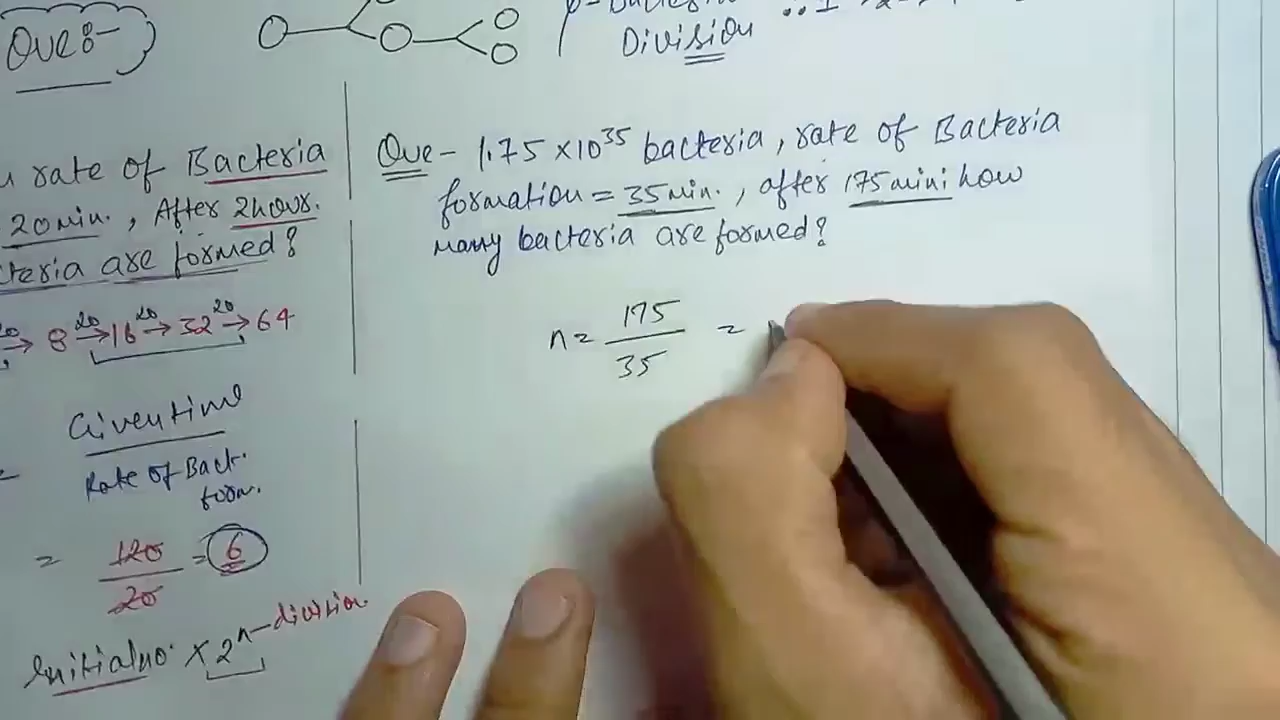 Que:-
Division
rate of Bacteria
20min. , After 2hour.
are formed?
8 20→ 16 20→ 32 20→ 64
Given time
Rate of Bact.
form.
= 120/20 = 6
Initial no. × 2^n-division
Que - 1.75 × 10^35 bacteria, rate of Bacteria
formation = 35 min. , after 175 min: how
many bacteria are formed?
n = 175/35 =